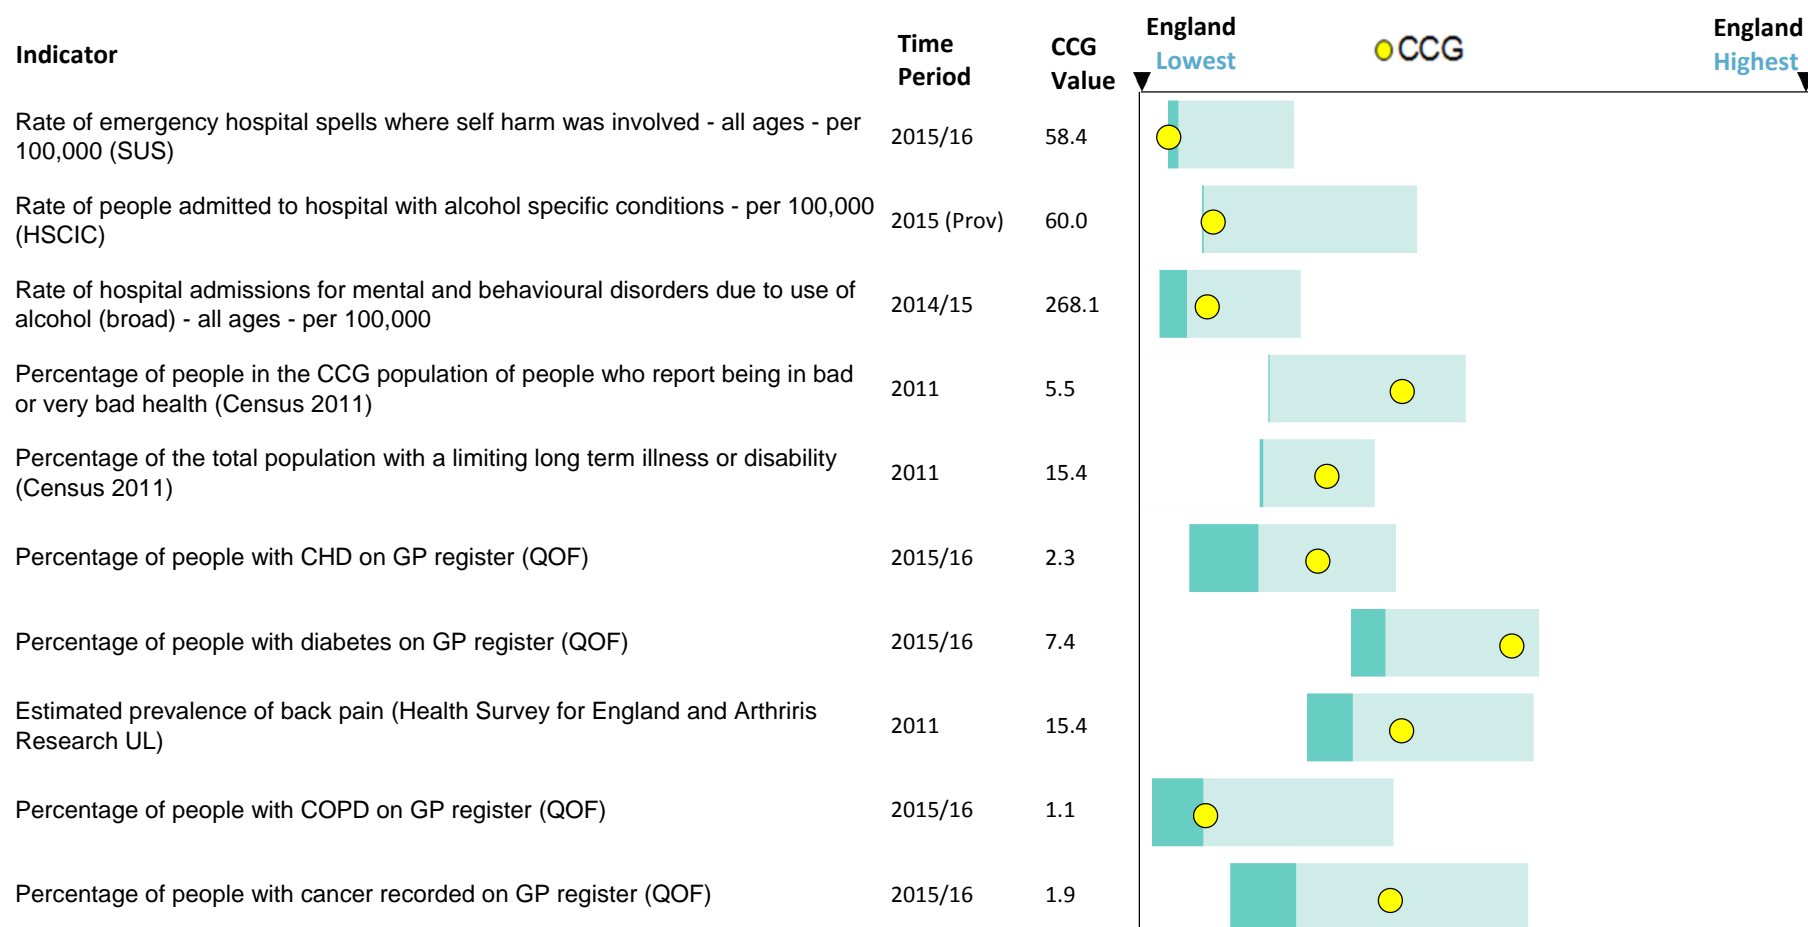 Indicator
Time
Period
CCG
Value
England
Lowest
CCG
England
Highest
Rate of emergency hospital spells where self harm was involved - all ages - per
100,000 (SUS)
2015/16
58.4
Rate of people admitted to hospital with alcohol specific conditions - per 100,000
(HSCIC)
2015 (Prov)
60.0
Rate of hospital admissions for mental and behavioural disorders due to use of
alcohol (broad) - all ages - per 100,000
2014/15
268.1
Percentage of people in the CCG population of people who report being in bad
or very bad health (Census 2011)
2011
5.5
Percentage of the total population with a limiting long term illness or disability
(Census 2011)
2011
15.4
Percentage of people with CHD on GP register (QOF)
2015/16
2.3
Percentage of people with diabetes on GP register (QOF)
2015/16
7.4
Estimated prevalence of back pain (Health Survey for England and Arthriris
Research UL)
2011
15.4
Percentage of people with COPD on GP register (QOF)
2015/16
1.1
Percentage of people with cancer recorded on GP register (QOF)
2015/16
1.9